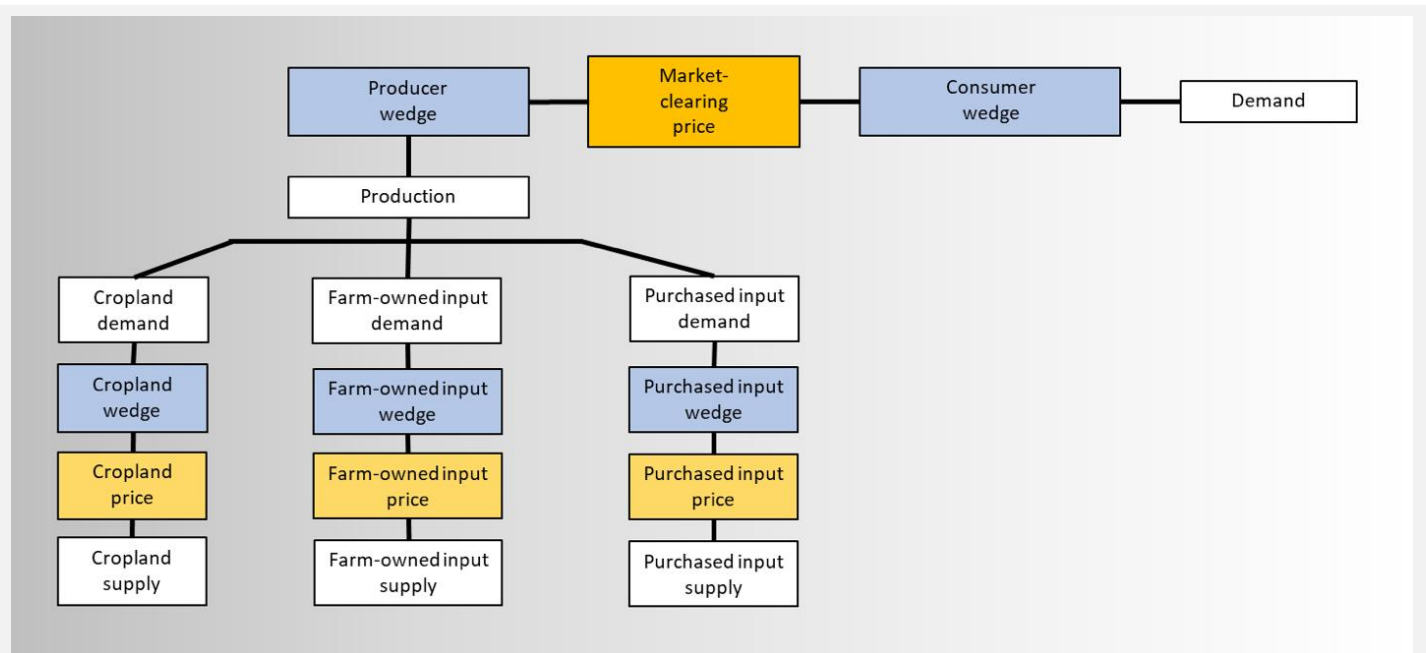 Producer
wedge
Market-
clearing
price
Consumer
wedge
Demand
Production
Cropland
demand
Farm-owned input
demand
Purchased input
demand
Cropland
wedge
Farm-owned input
wedge
Purchased input
wedge
Cropland
price
Farm-owned input
price
Purchased input
price
Cropland
supply
Farm-owned input
supply
Purchased input
supply